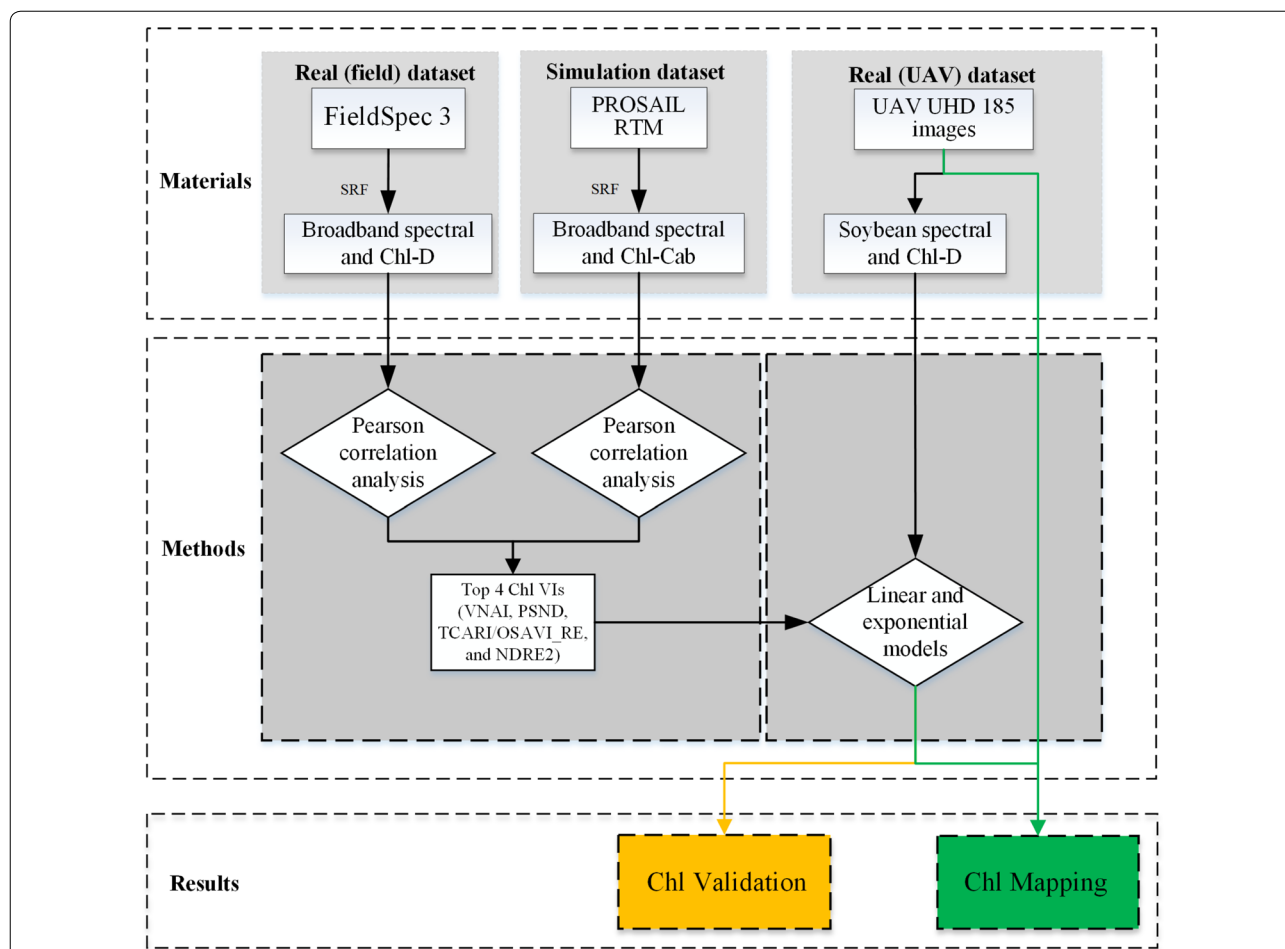 Real (field) dataset
Simulation dataset
Real (UAV) dataset
FieldSpec 3
PROSAIL
RTM
UAV UHD 185
images
Materials
SRF
SRF
Broadband spectral
and Chl-D
Broadband spectral
and Chl-Cab
Soybean spectral
and Chl-D
Pearson
correlation
analysis
Pearson
correlation
analysis
Methods
Top 4 Chl VIs
(VNAI, PSND,
TCARI/OSAVI_RE,
and NDRE2)
Linear and
exponential
models
Results
Chl Validation
Chl Mapping